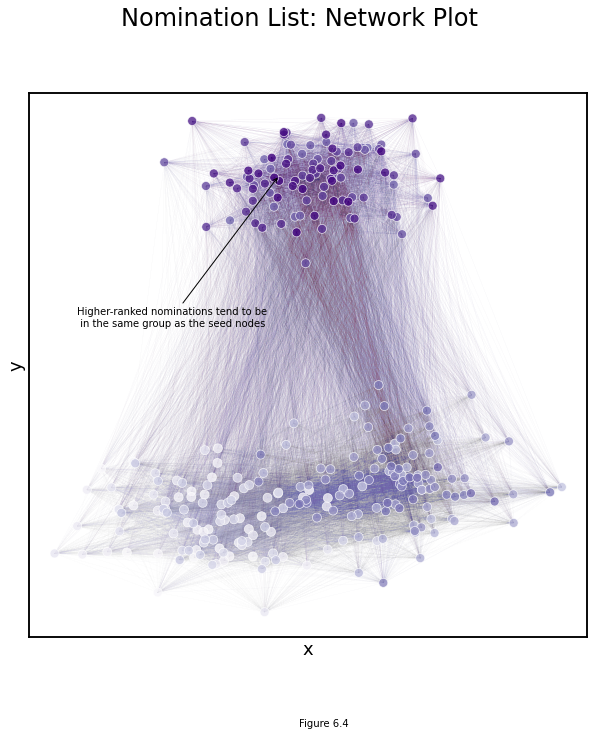 Nomination List: Network Plot
Higher-ranked nominations tend to be
in the same group as the seed nodes
y
x
Figure 6.4